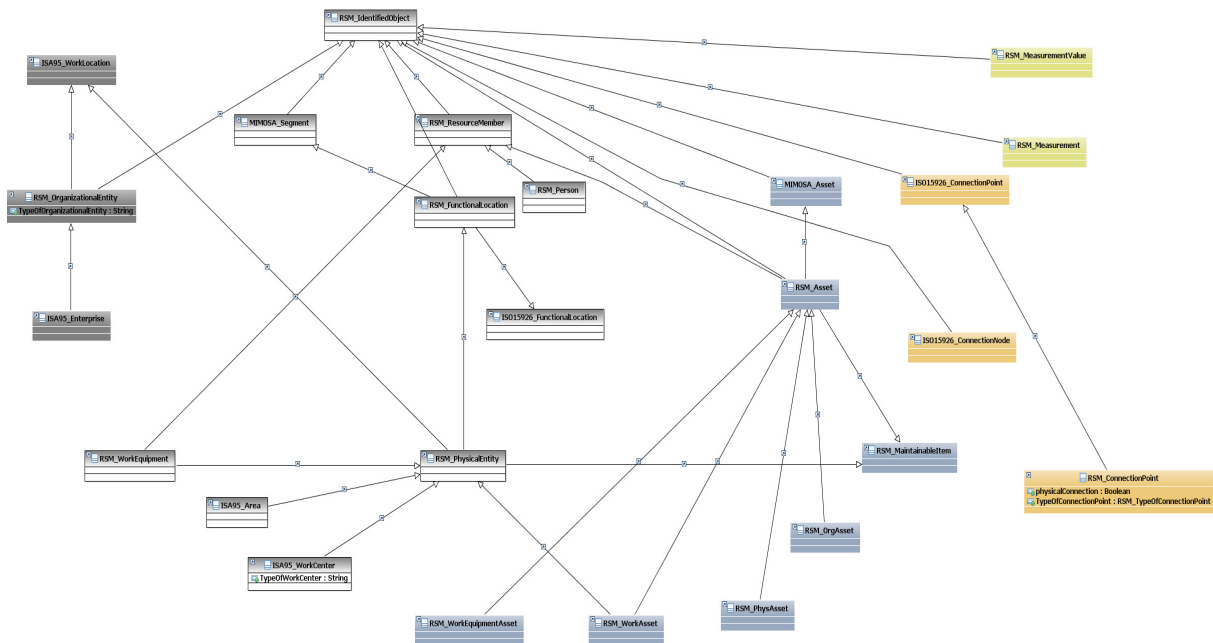 RSM_IdentifiedObject
RSM_MeasurementValue
ISA95_WorkLocation
MIMOSA_Segment
RSM_ResourceMember
RSM_Measurement
RSM_Person
MIMOSA_Asset
ISO15926_ConnectionPoint
RSM_OrganizationalEntity
TypeOfOrganizationalEntity : String
RSM_FunctionalLocation
RSM_Asset
ISA95_Enterprise
ISO15926_FunctionalLocation
ISO15926_ConnectionNode
RSM_WorkEquipment
RSM_PhysicalEntity
RSM_MaintainableItem
RSM_ConnectionPoint
physicalConnection : Boolean
TypeOfConnectionPoint : RSM_TypeOfConnectionPoint
ISA95_Area
RSM_OrgAsset
ISA95_WorkCenter
TypeOfWorkCenter : String
RSM_PhysAsset
RSM_WorkEquipmentAsset
RSM_WorkAsset